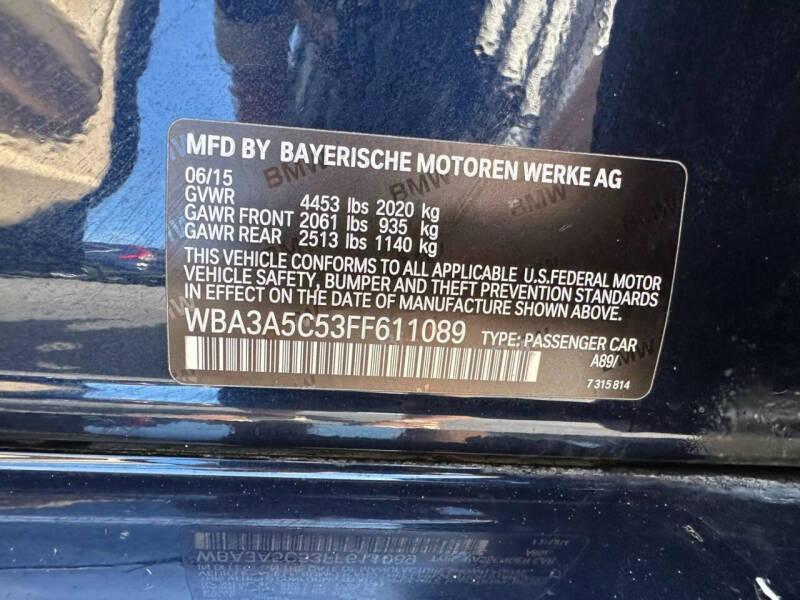 MFD BY BAYERISCHE MOTOREN WERKE AG
06/15
GVWR 4453 lbs 2020 kg
GAWR FRONT 2061 lbs 935 kg
GAWR REAR 2513 lbs 1140 kg
THIS VEHICLE CONFORMS TO ALL APPLICABLE U.S.FEDERAL MOTOR
VEHICLE SAFETY, BUMPER AND THEFT PREVENTION STANDARDS
IN EFFECT ON THE DATE OF MANUFACTURE SHOWN ABOVE.
WBA3A5C53FF611089 TYPE: PASSENGER CAR
A89/
7 315 814
BMW
BMW
BMW